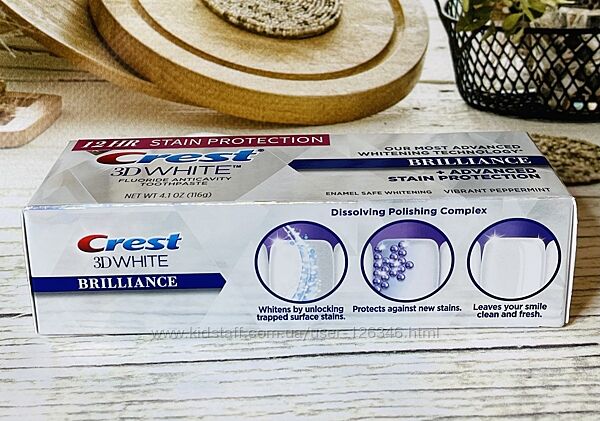 12 HR STAIN PROTECTION
Crest
3D WHITE™
FLUORIDE ANTICAVITY
TOOTHPASTE
NET WT 4.1 OZ (116g)
OUR MOST ADVANCED
WHITENING TECHNOLOGY*
BRILLIANCE
+ ADVANCED
STAIN PROTECTION
ENAMEL SAFE WHITENING VIBRANT PEPPERMINT
Dissolving Polishing Complex
Crest
3D WHITE
BRILLIANCE
Whitens by unlocking
trapped surface stains.
Protects against new stains.
Leaves your smile
clean and fresh.
www.kidstaff.com.ua/user-126346.html